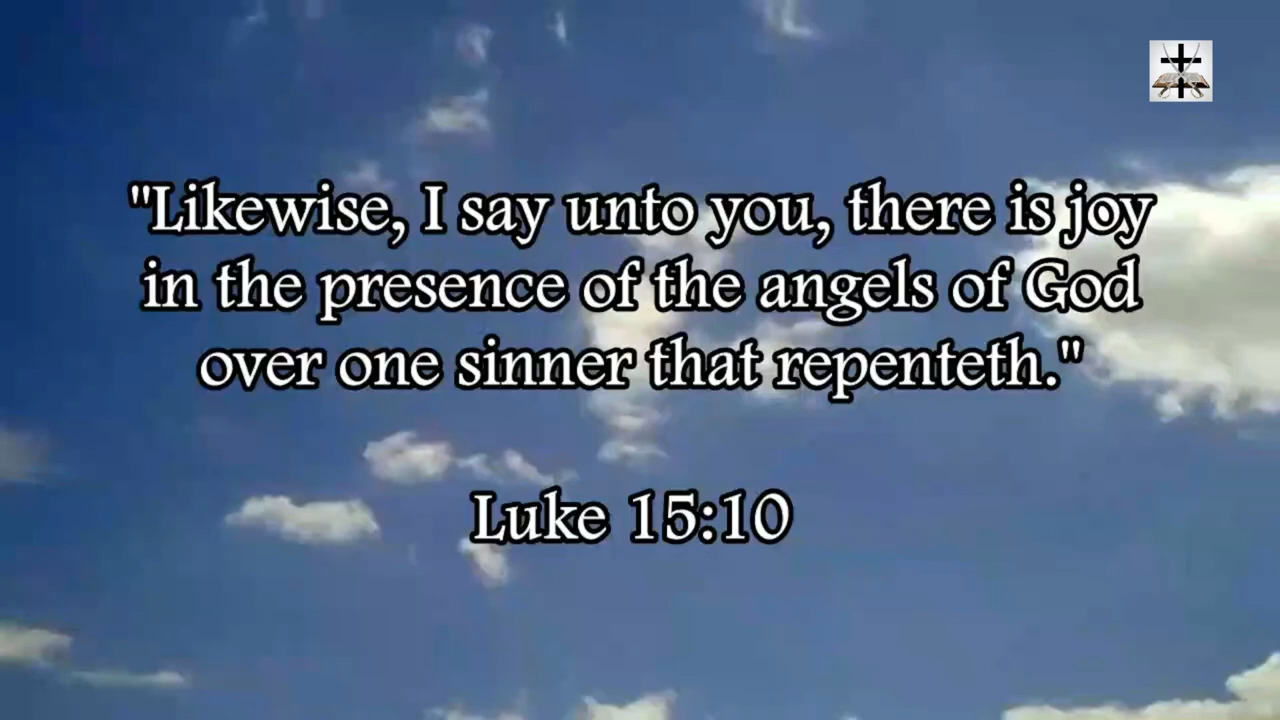 "Likewise, I say unto you, there is joy
in the presence of the angels of God
over one sinner that repenteth."
Luke 15:10